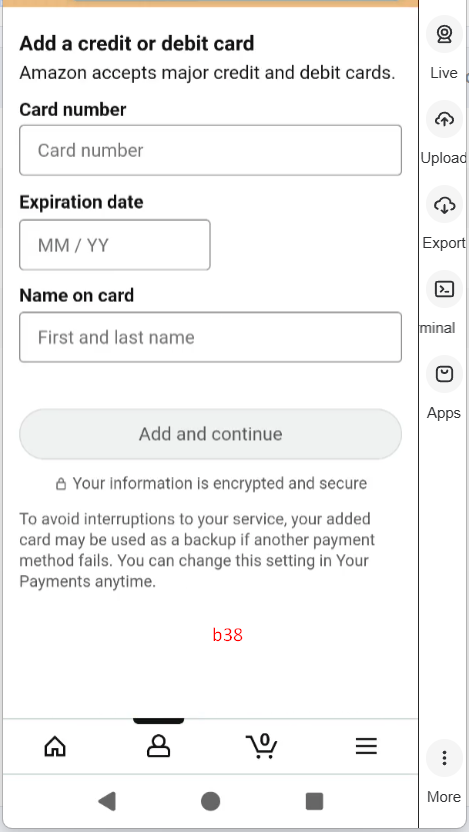 Add a credit or debit card
Amazon accepts major credit and debit cards.
Card number
Card number
Expiration date
MM / YY
Name on card
First and last name
Add and continue
Your information is encrypted and secure
To avoid interruptions to your service, your added
card may be used as a backup if another payment
method fails. You can change this setting in Your
Payments anytime.
b38
0
Live
Upload
Export
minal
Apps
More